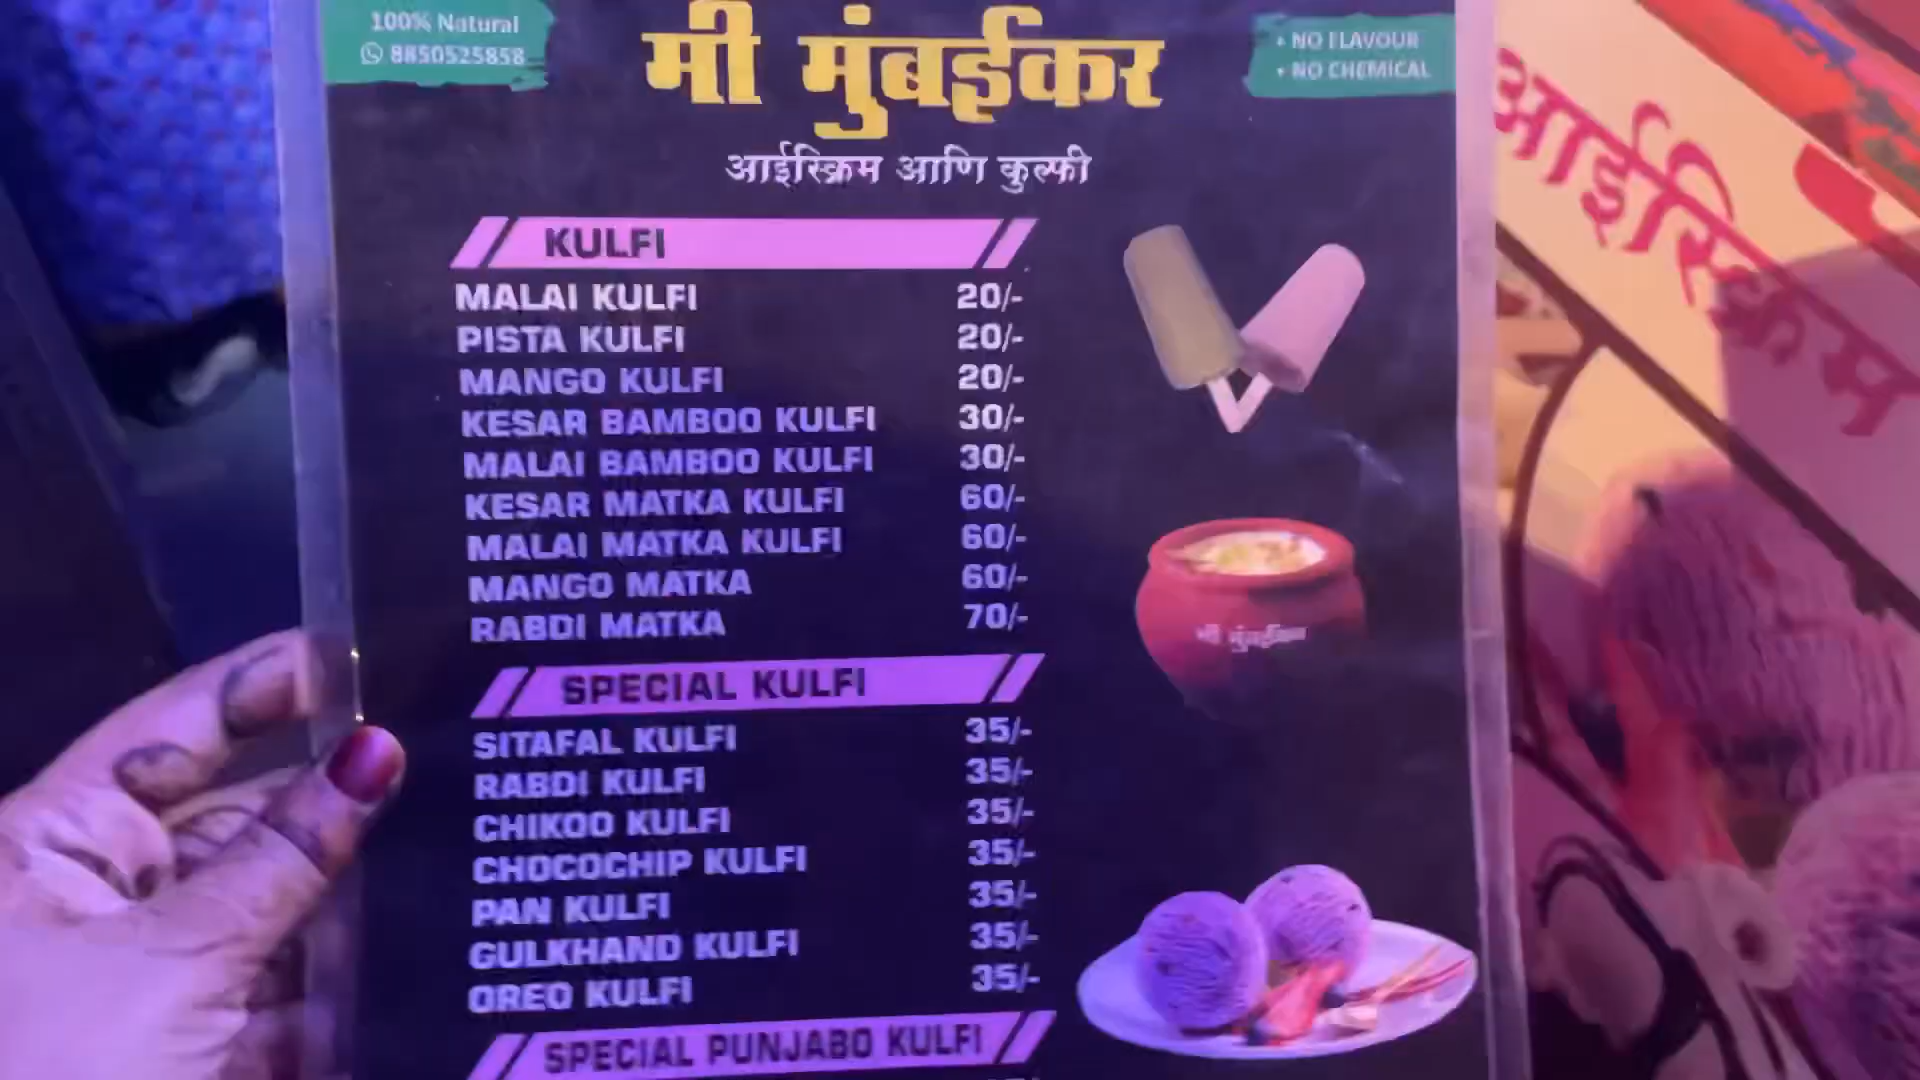 100% Natural
8850525858
मी मुंबईकर
• NO FLAVOUR
• NO CHEMICAL
आईस्क्रिम आणि कुल्फी
KULFI
MALAI KULFI 20/-
PISTA KULFI 20/-
MANGO KULFI 20/-
KESAR BAMBOO KULFI 30/-
MALAI BAMBOO KULFI 30/-
KESAR MATKA KULFI 60/-
MALAI MATKA KULFI 60/-
MANGO MATKA 60/-
RABDI MATKA 70/-
SPECIAL KULFI
SITAFAL KULFI 35/-
RABDI KULFI 35/-
CHIKOO KULFI 35/-
CHOCOCHIP KULFI 35/-
PAN KULFI 35/-
GULKHAND KULFI 35/-
OREO KULFI 35/-
SPECIAL PUNJABO KULFI
मी मुंबईकर
आईस्क्रिम